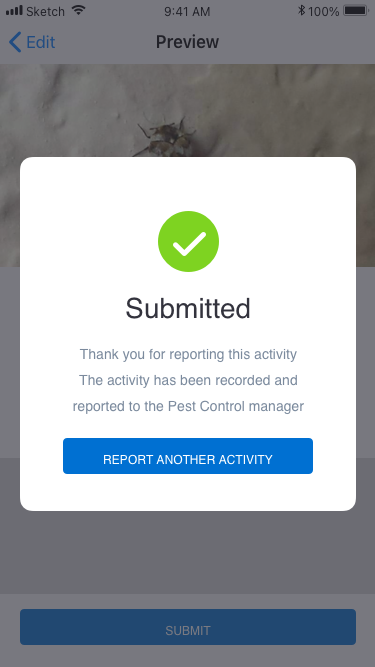 Sketch 9:41 AM 100%
Edit Preview
Submitted
Thank you for reporting this activity
The activity has been recorded and
reported to the Pest Control manager
REPORT ANOTHER ACTIVITY
SUBMIT